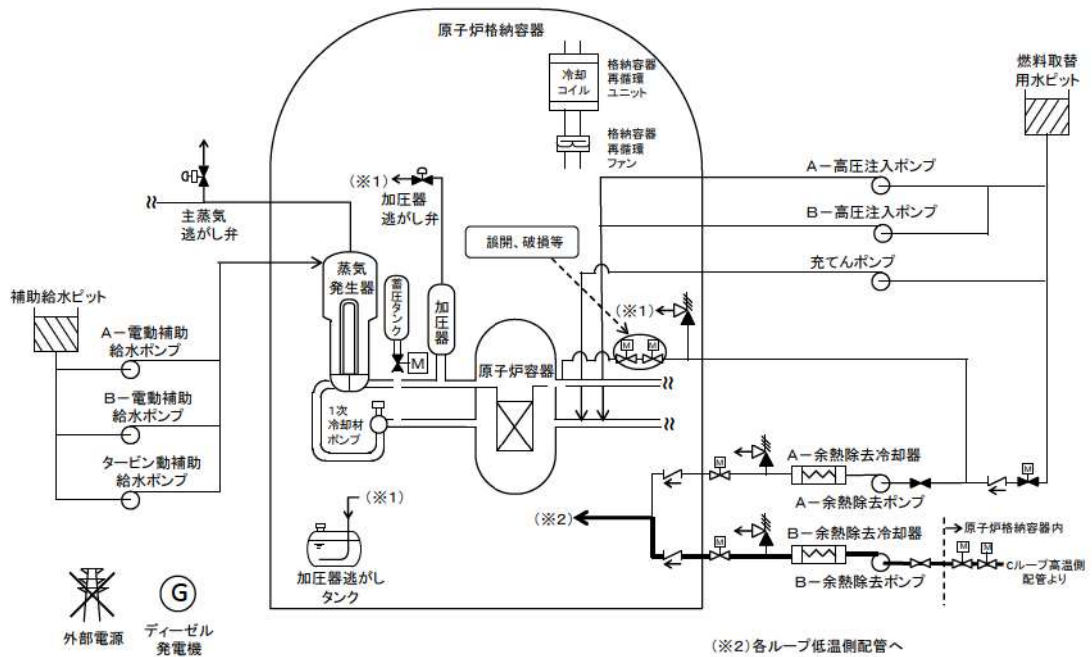 原子炉格納容器
冷却
コイル
格納容器
再循環
ユニット
格納容器
再循環
ファン
燃料取替
用水ピット
主蒸気
逃がし弁
(※1)
加圧器
逃がし弁
A-高圧注入ポンプ
B-高圧注入ポンプ
充てんポンプ
誤開、破損等
(※1)
M
M
補助給水ピット
A-電動補助
給水ポンプ
B-電動補助
給水ポンプ
タービン動補助
給水ポンプ
蒸気
発生器
蓄圧タンク
M
加圧器
原子炉容器
1次
冷却材
ポンプ
(※1)
加圧器逃がし
タンク
(※2)
M
A-余熱除去冷却器
A-余熱除去ポンプ
M
M
B-余熱除去冷却器
B-余熱除去ポンプ
原子炉格納容器内
M
M
Cループ高温側
配管より
外部電源
G
ディーゼル
発電機
(※2)各ループ低温側配管へ